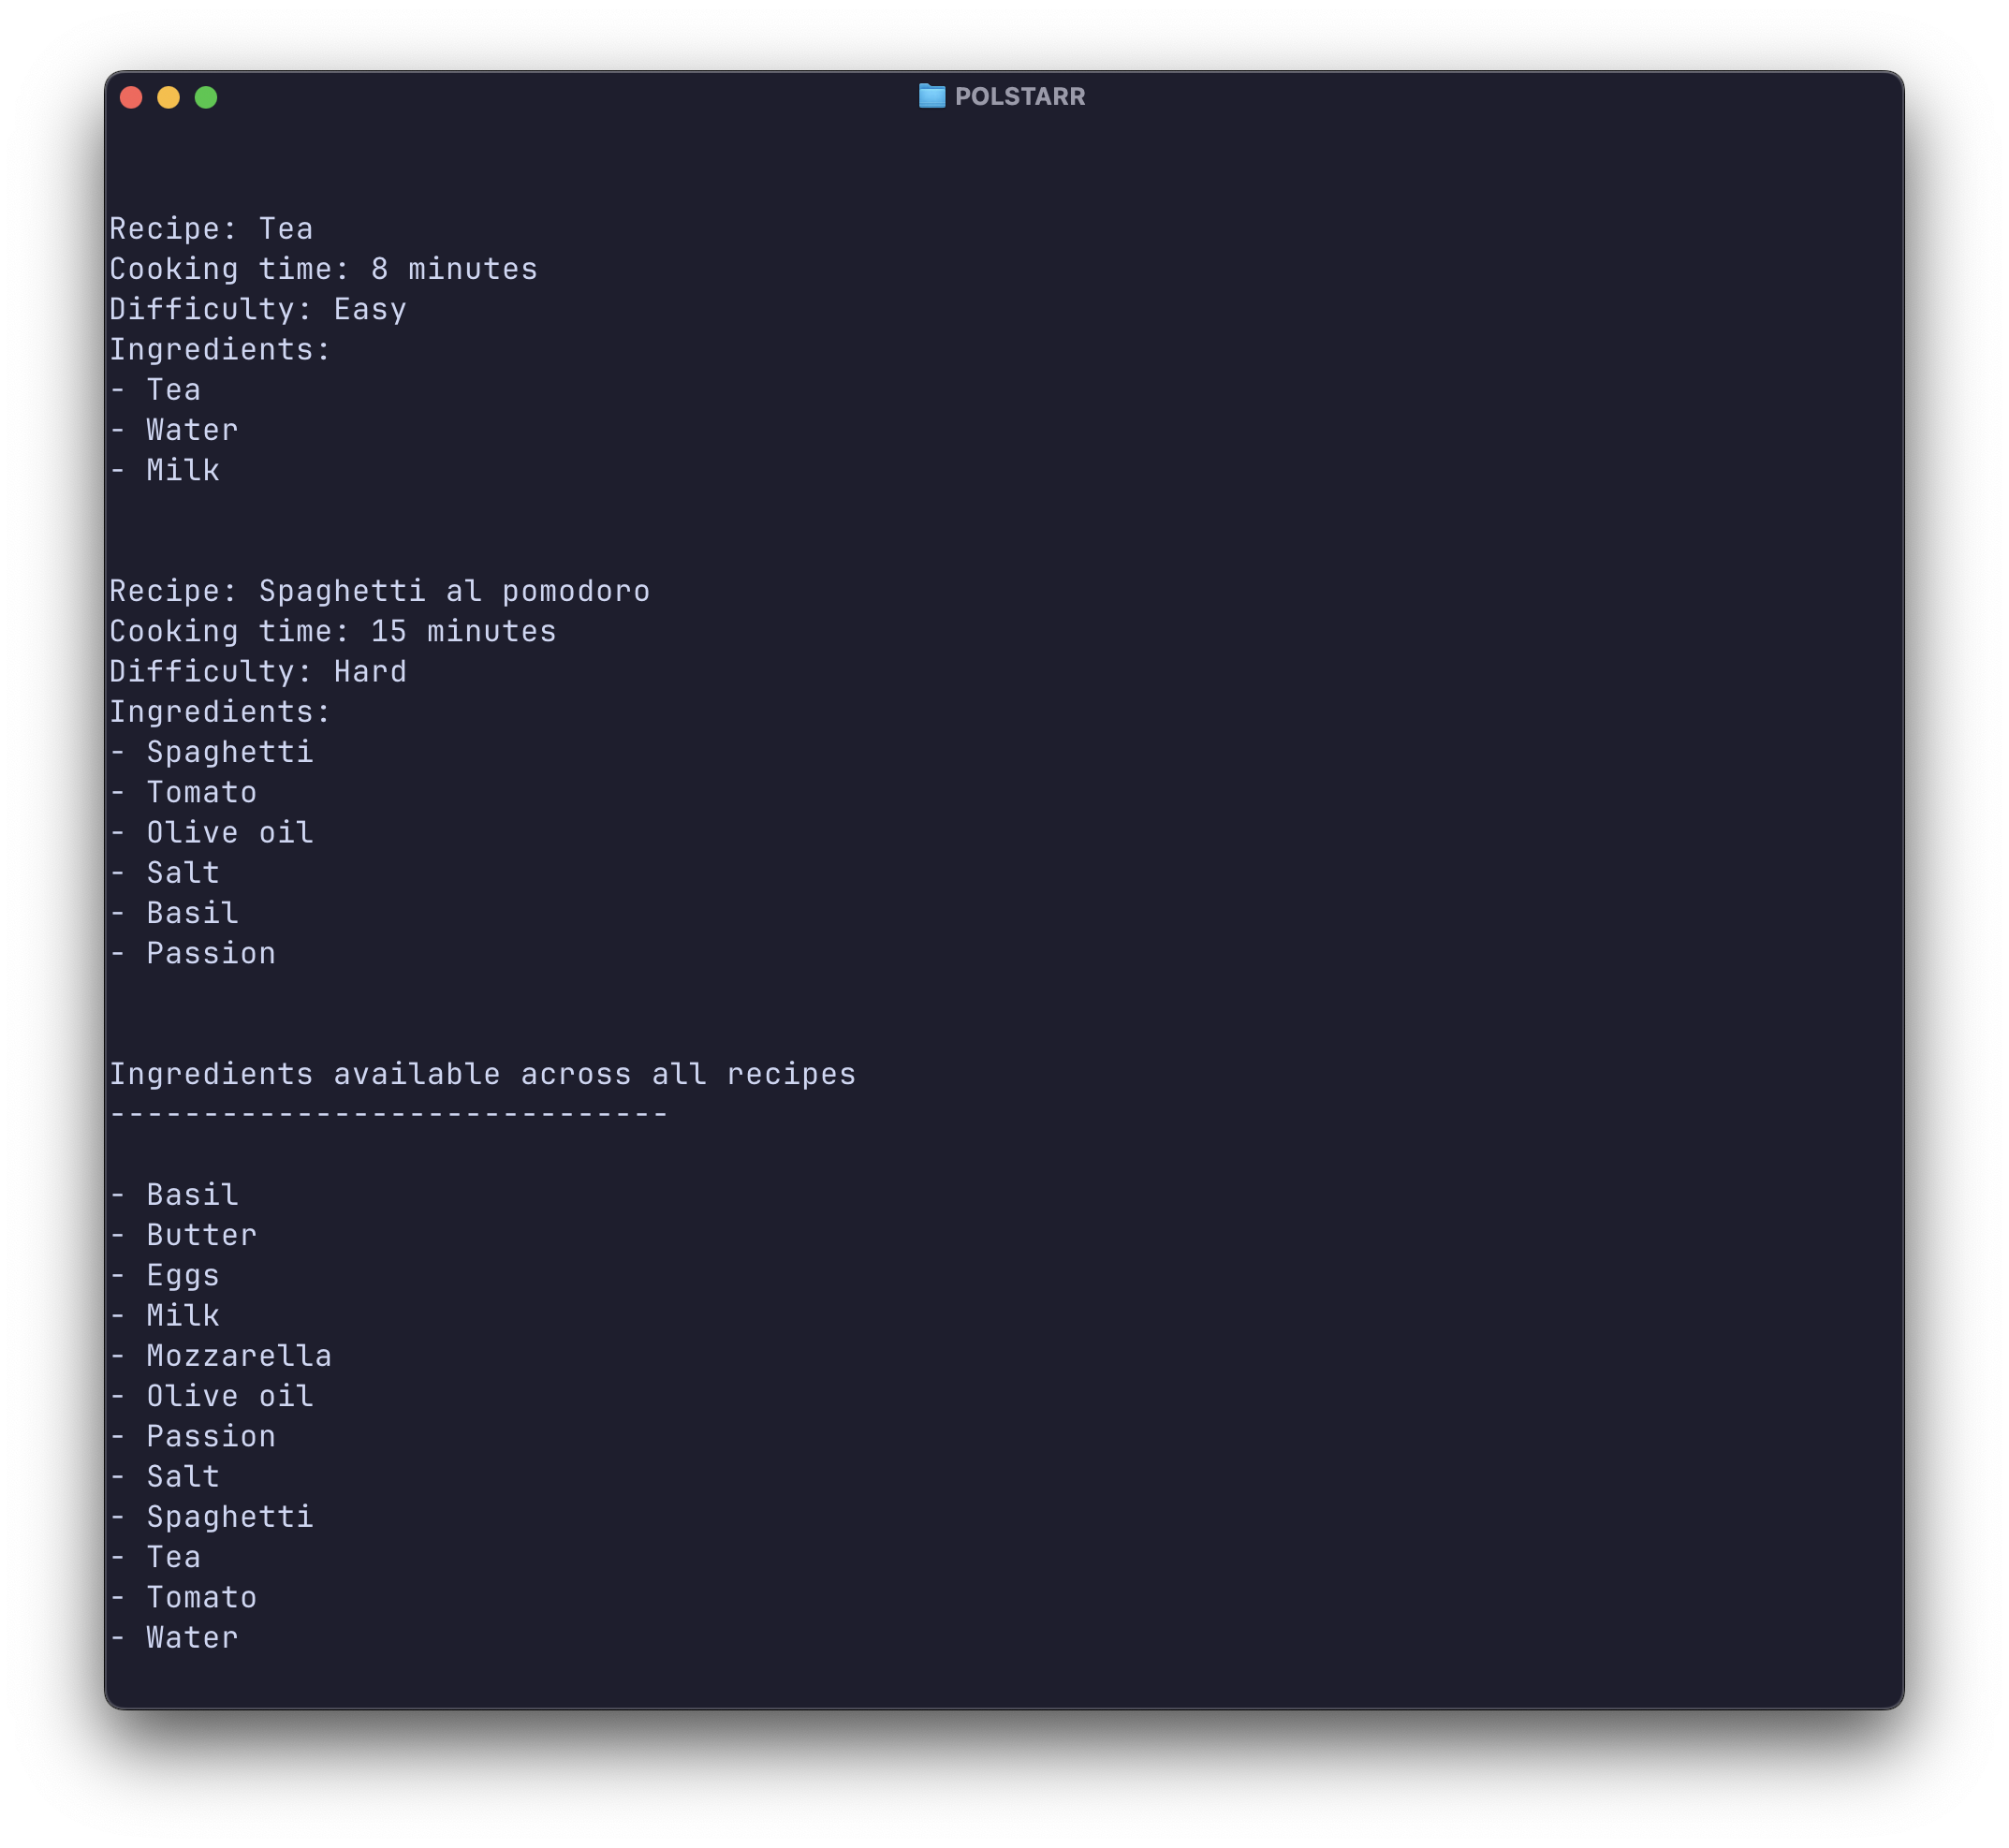 POLSTARR
Recipe: Tea
Cooking time: 8 minutes
Difficulty: Easy
Ingredients:
- Tea
- Water
- Milk
Recipe: Spaghetti al pomodoro
Cooking time: 15 minutes
Difficulty: Hard
Ingredients:
- Spaghetti
- Tomato
- Olive oil
- Salt
- Basil
- Passion
Ingredients available across all recipes
------------------------------
- Basil
- Butter
- Eggs
- Milk
- Mozzarella
- Olive oil
- Passion
- Salt
- Spaghetti
- Tea
- Tomato
- Water